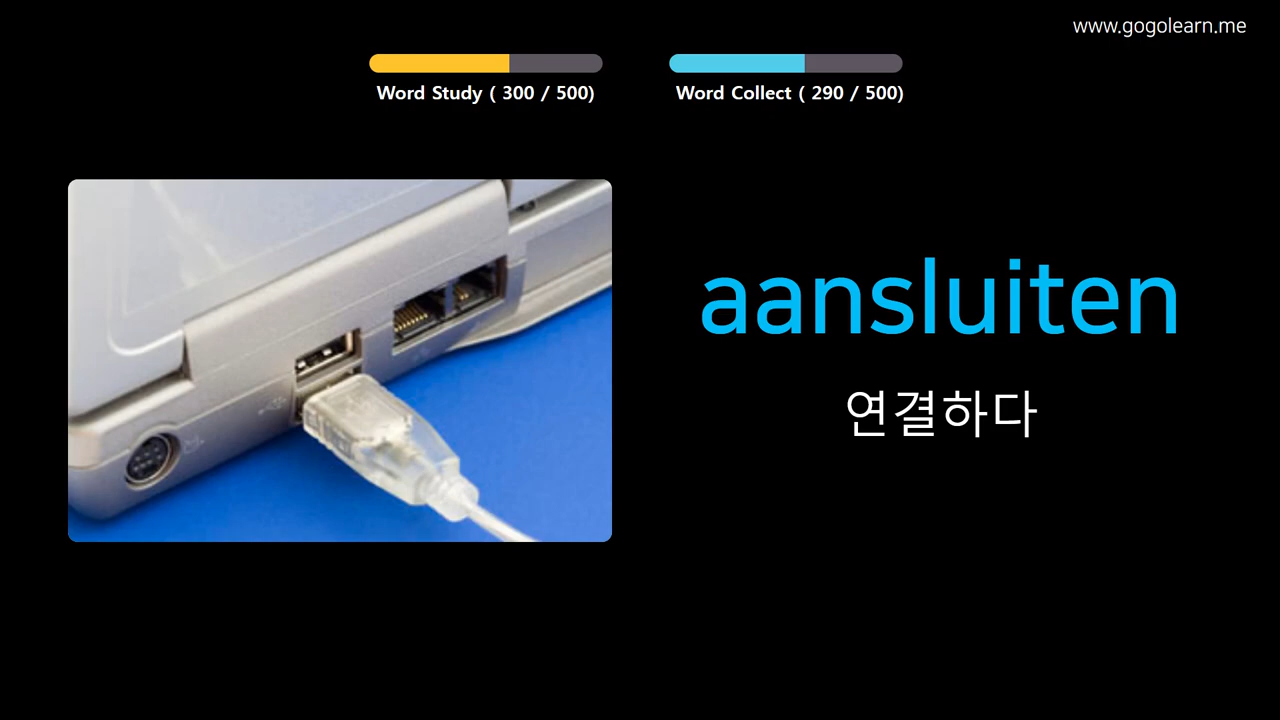 www.gogolearn.me
Word Study ( 300 / 500)
Word Collect ( 290 / 500)
aansluiten
연결하다